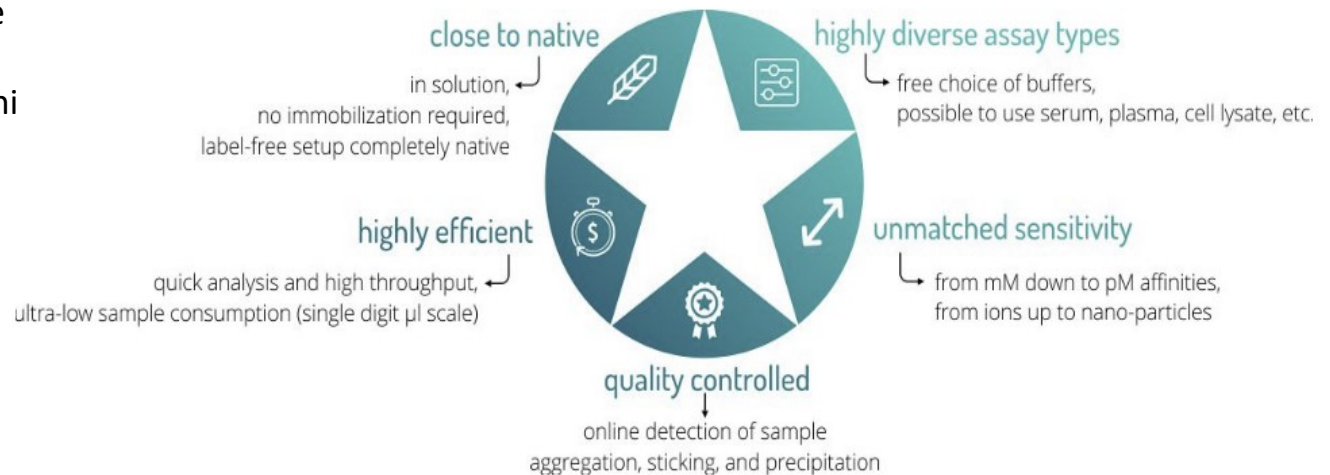 e
ni
close to native
in solution,
no immobilization required,
label-free setup completely native
highly diverse assay types
free choice of buffers,
possible to use serum, plasma, cell lysate, etc.
highly efficient
quick analysis and high throughput,
ultra-low sample consumption (single digit µl scale)
$
unmatched sensitivity
from mM down to pM affinities,
from ions up to nano-particles
quality controlled
online detection of sample
aggregation, sticking, and precipitation